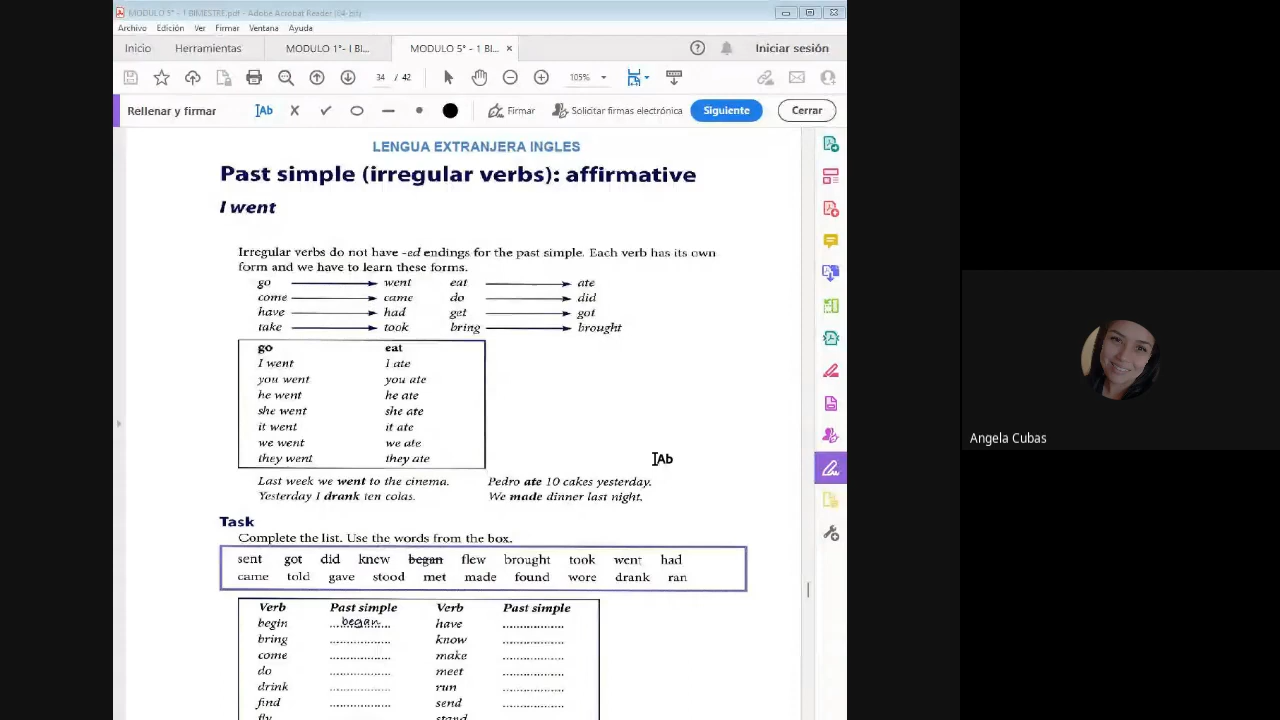 MODULO 5° - 1 BIMESTRE.pdf - Adobe Acrobat Reader (64-bit)
Archivo Edición Ver Firmar Ventana Ayuda
Inicio Herramientas MODULO 1°- I BI... MODULO 5° - 1 BI... × Iniciar sesión
34 / 42 105%
Rellenar y firmar Ab Firmar Solicitar firmas electrónica Siguiente Cerrar
LENGUA EXTRANJERA INGLES
Past simple (irregular verbs): affirmative
I went
Irregular verbs do not have -ed endings for the past simple. Each verb has its own
form and we have to learn these forms.
go went eat ate
come came do did
have had get got
take took bring brought
go eat
I went I ate
you went you ate
he went he ate
she went she ate
it went it ate
we went we ate
they went they ate
Ab
Last week we went to the cinema. Pedro ate 10 cakes yesterday.
Yesterday I drank ten colas. We made dinner last night.
Task
Complete the list. Use the words from the box.
sent got did knew began flew brought took went had
came told gave stood met made found wore drank ran
Verb Past simple Verb Past simple
begin began have ................
bring ................ know ................
come ................ make ................
do ................ meet ................
drink ................ run ................
find ................ send ................
fly stand
Angela Cubas